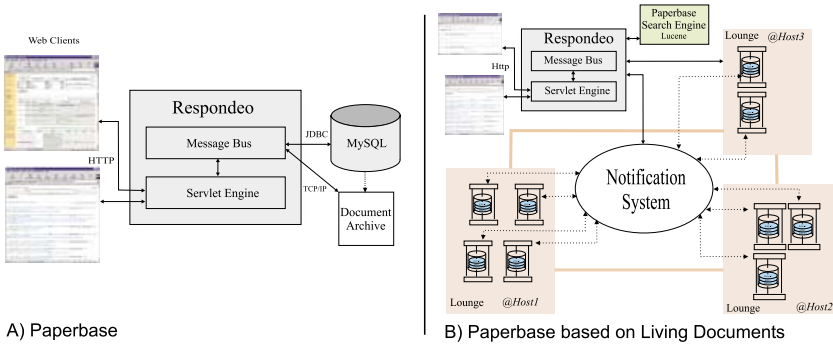 Web Clients
HTTP
Respondeo
Message Bus
Servlet Engine
JDBC
TCP/IP
MySQL
Document
Archive
A) Paperbase
Http
Respondeo
Message Bus
Servlet Engine
Paperbase
Search Engine
Lucene
Lounge @Host3
Notification
System
Lounge @Host1
Lounge @Host2
B) Paperbase based on Living Documents